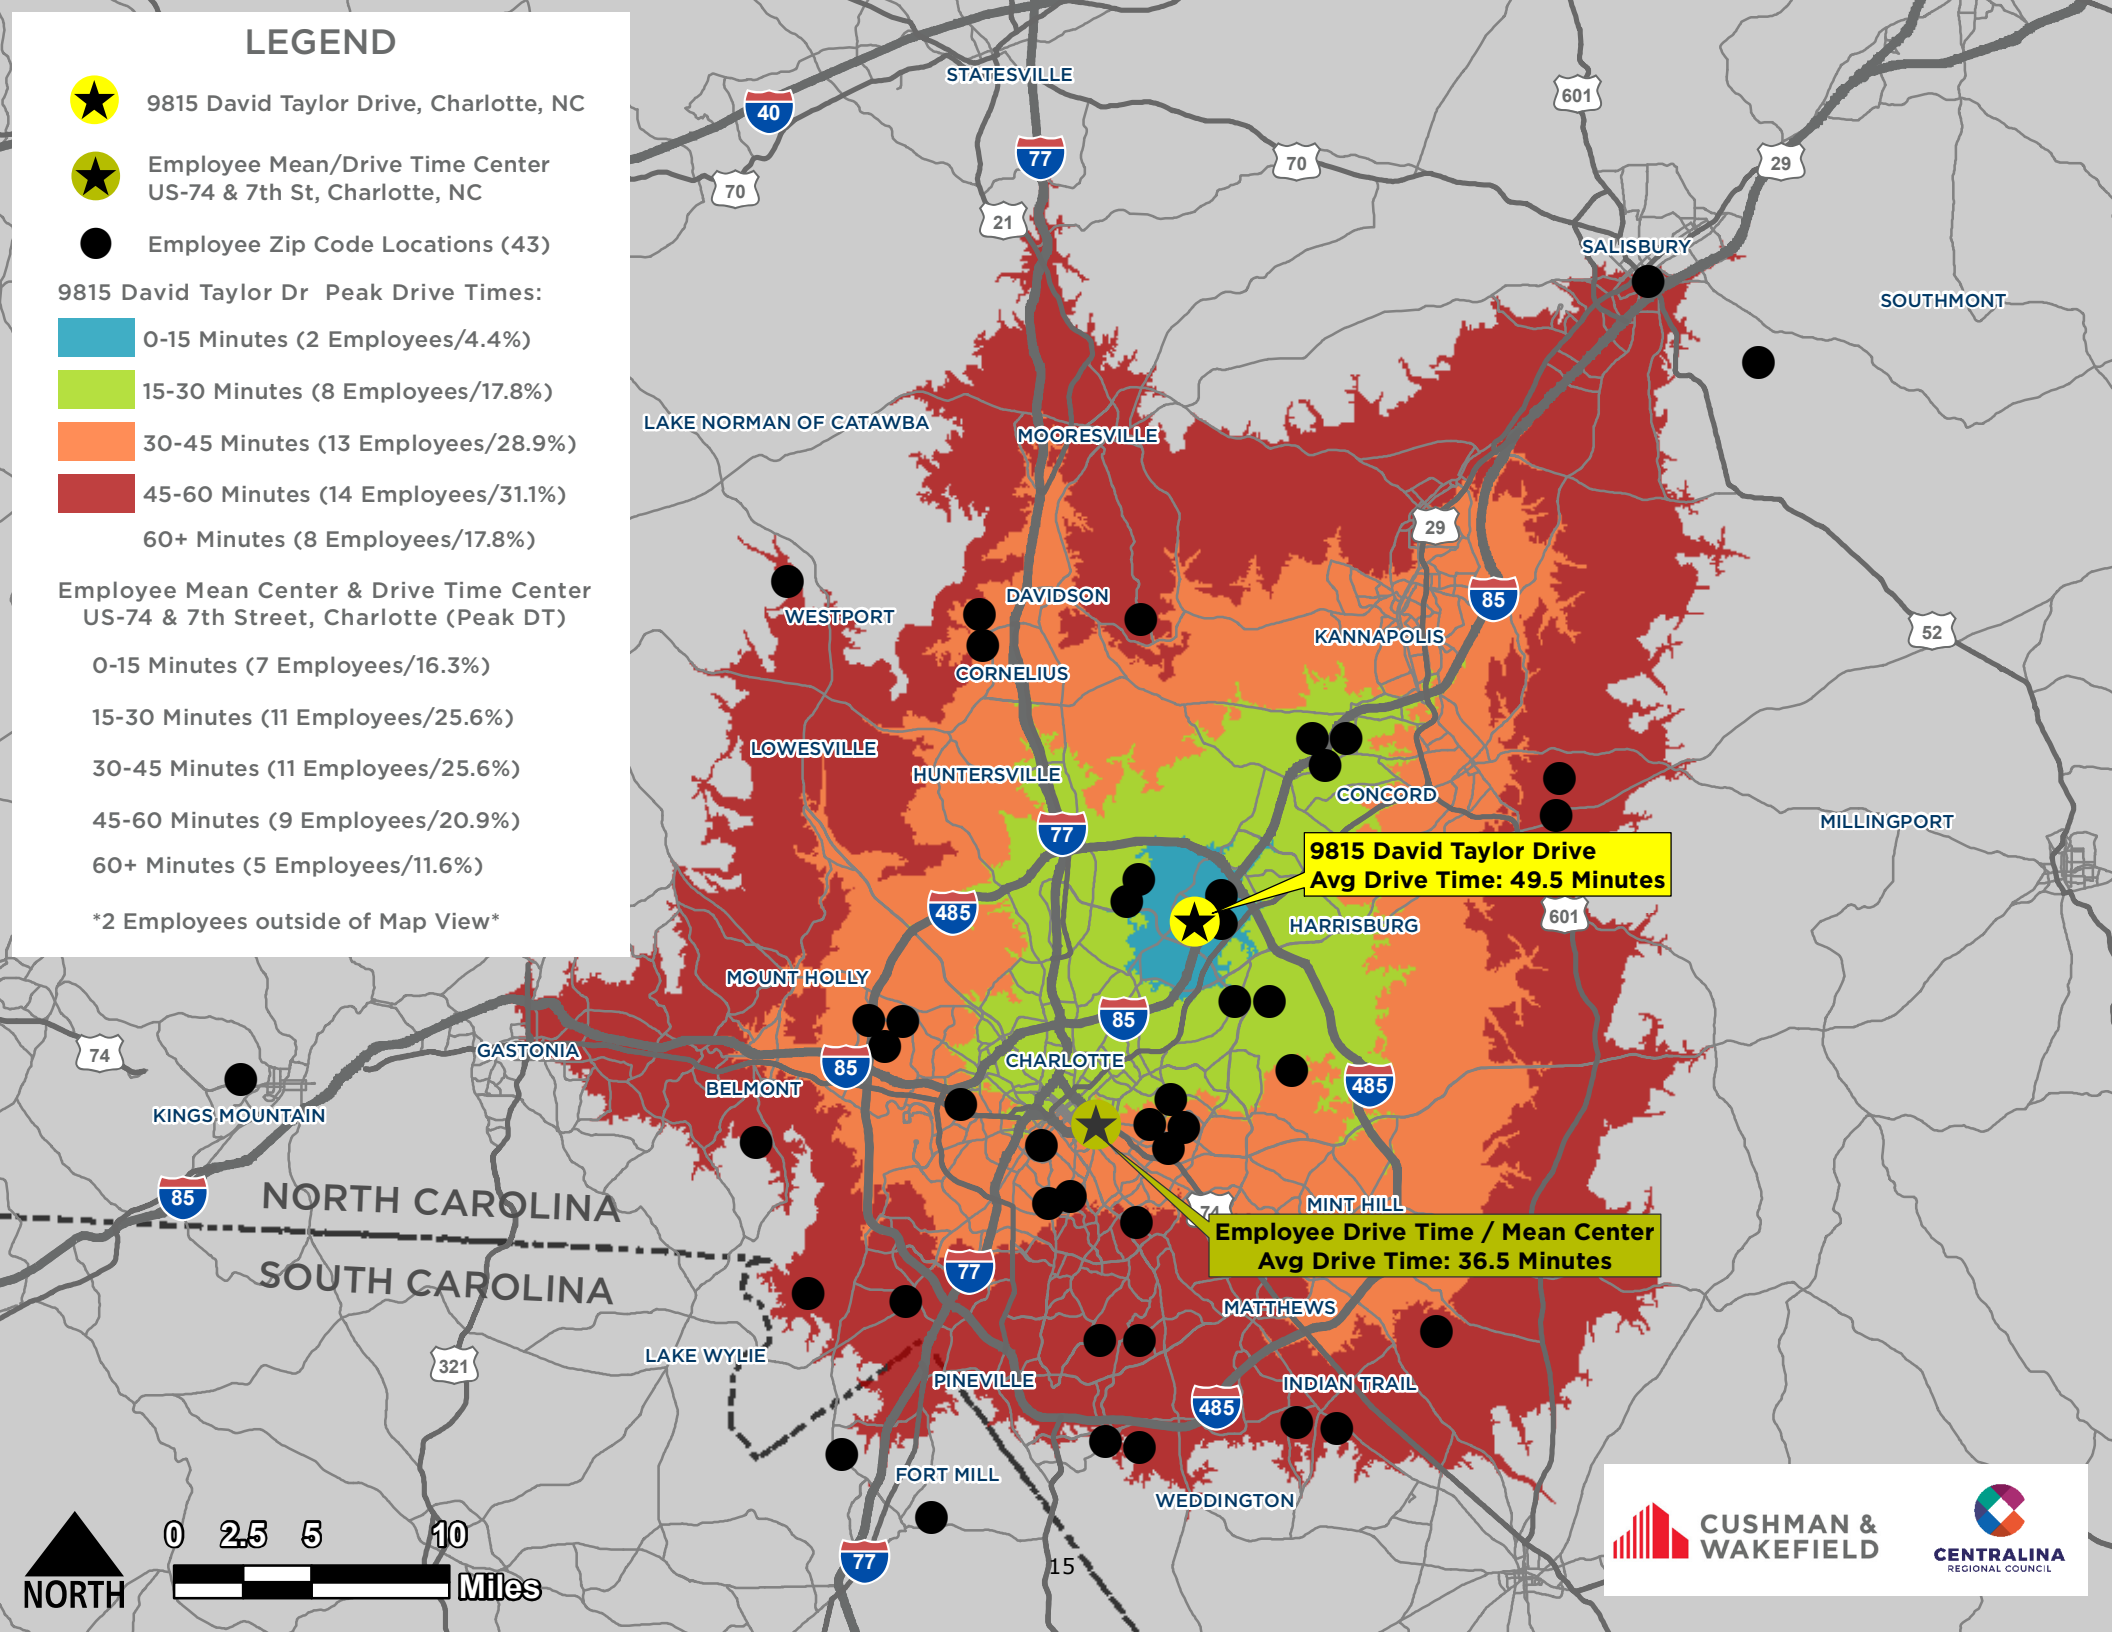 LEGEND
9815 David Taylor Drive, Charlotte, NC
Employee Mean/Drive Time Center
US-74 & 7th St, Charlotte, NC
Employee Zip Code Locations (43)
9815 David Taylor Dr Peak Drive Times:
0-15 Minutes (2 Employees/4.4%)
15-30 Minutes (8 Employees/17.8%)
30-45 Minutes (13 Employees/28.9%)
45-60 Minutes (14 Employees/31.1%)
60+ Minutes (8 Employees/17.8%)
Employee Mean Center & Drive Time Center
US-74 & 7th Street, Charlotte (Peak DT)
0-15 Minutes (7 Employees/16.3%)
15-30 Minutes (11 Employees/25.6%)
30-45 Minutes (11 Employees/25.6%)
45-60 Minutes (9 Employees/20.9%)
60+ Minutes (5 Employees/11.6%)
*2 Employees outside of Map View*
STATESVILLE
601
40
77
70
29
70
21
SALISBURY
SOUTHMONT
LAKE NORMAN OF CATAWBA
MOORESVILLE
29
DAVIDSON
85
WESTPORT
KANNAPOLIS
52
CORNELIUS
LOWESVILLE
HUNTERSVILLE
CONCORD
MILLINGPORT
77
9815 David Taylor Drive
Avg Drive Time: 49.5 Minutes
485
601
HARRISBURG
MOUNT HOLLY
85
74
GASTONIA
CHARLOTTE
85
BELMONT
485
KINGS MOUNTAIN
85
NORTH CAROLINA
MINT HILL
74
Employee Drive Time / Mean Center
Avg Drive Time: 36.5 Minutes
SOUTH CAROLINA
77
MATTHEWS
LAKE WYLIE
321
PINEVILLE
INDIAN TRAIL
485
FORT MILL
WEDDINGTON
0 2.5 5 10
Miles
NORTH
77
15
CUSHMAN &
WAKEFIELD
CENTRALINA
REGIONAL COUNCIL